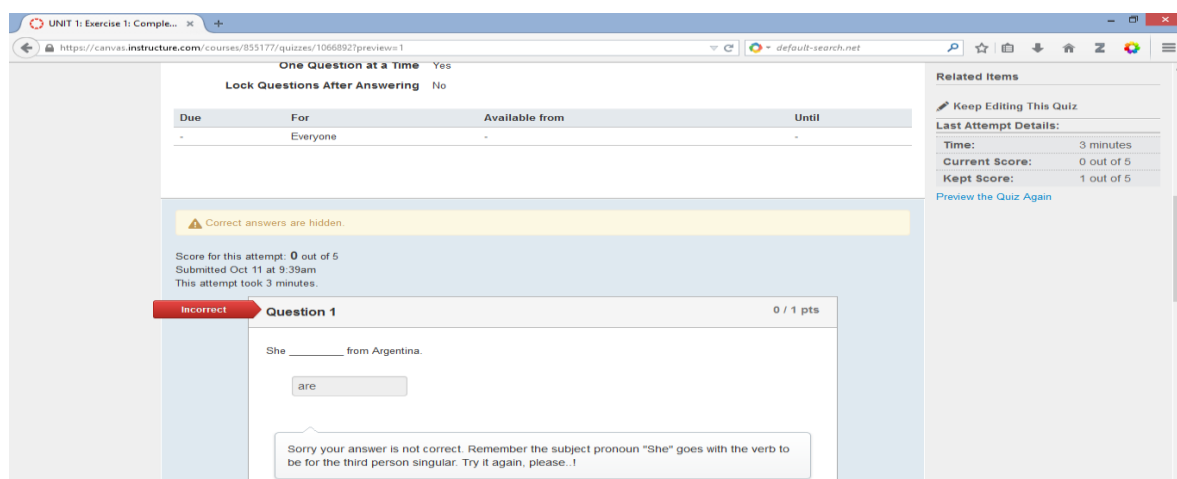 UNIT 1: Exercise 1: Comple... × +
https://canvas.instructure.com/courses/855177/quizzes/1066892?preview=1
default-search.net
One Question at a Time Yes
Lock Questions After Answering No
Due For Available from Until
- Everyone - -
Related Items
Keep Editing This Quiz
Last Attempt Details:
Time: 3 minutes
Current Score: 0 out of 5
Kept Score: 1 out of 5
Preview the Quiz Again
Correct answers are hidden.
Score for this attempt: 0 out of 5
Submitted Oct 11 at 9:39am
This attempt took 3 minutes.
Incorrect
Question 1 0 / 1 pts
She _________ from Argentina.
are
Sorry your answer is not correct. Remember the subject pronoun "She" goes with the verb to
be for the third person singular. Try it again, please..!